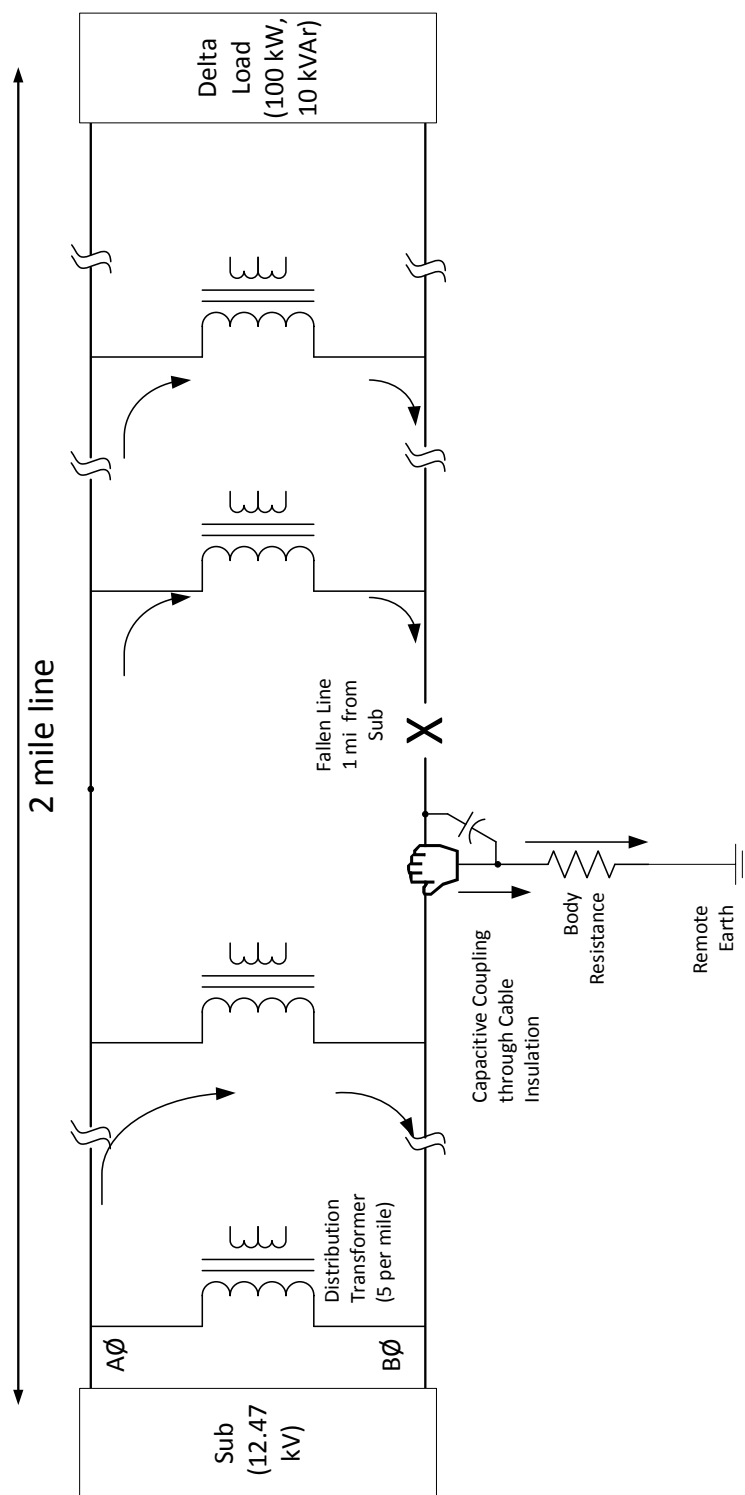 2 mile line
Sub
(12.47
kV)
AØ
BØ
Distribution
Transformer
(5 per mile)
Capacitive Coupling
through Cable
Insulation
Body
Resistance
Remote
Earth
Fallen Line
1 mi from
Sub
X
Delta
Load
(100 kW,
10 kVAr)